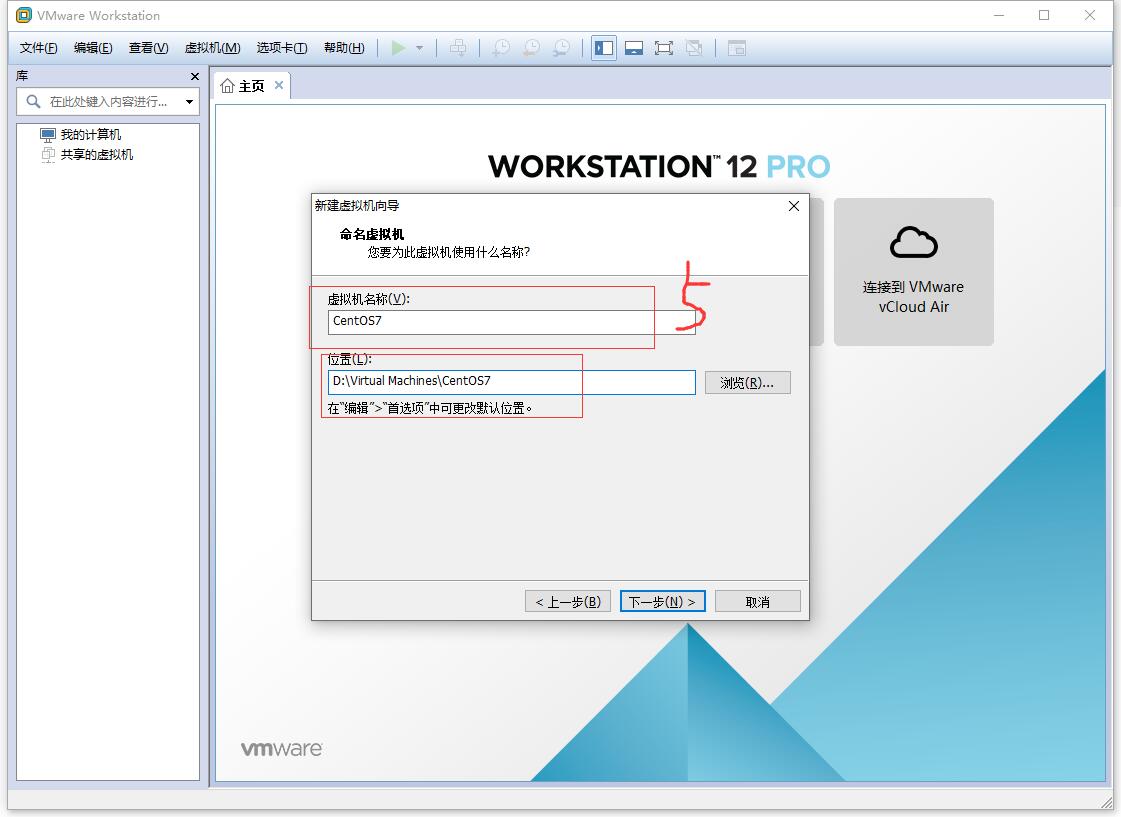 VMware Workstation
文件(F) 编辑(E) 查看(V) 虚拟机(M) 选项卡(T) 帮助(H)
库
在此处键入内容进行...
我的计算机
共享的虚拟机
主页
WORKSTATION™ 12 PRO
连接到 VMware
vCloud Air
新建虚拟机向导
命名虚拟机
您要为此虚拟机使用什么名称?
虚拟机名称(V):
CentOS7
5
位置(L):
D:\Virtual Machines\CentOS7
浏览(R)...
在“编辑”>“首选项”中可更改默认位置。
< 上一步(B) 下一步(N) > 取消
vmware